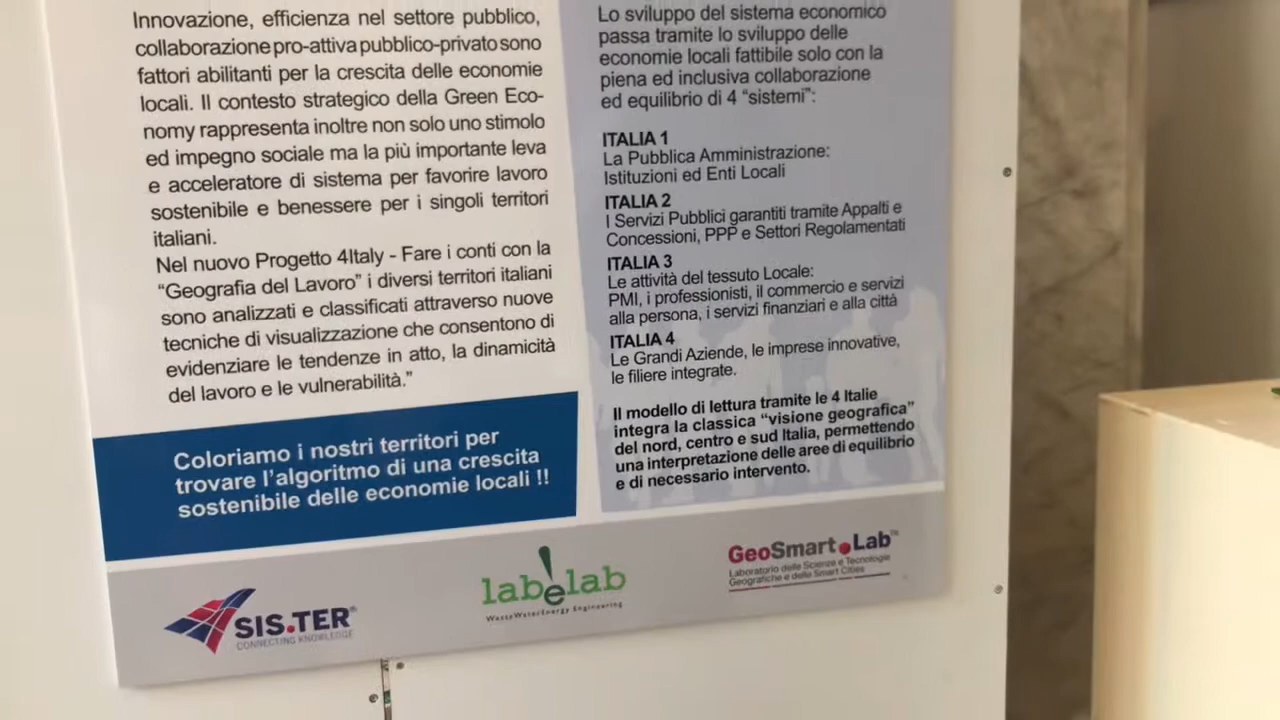 Innovazione, efficienza nel settore pubblico,
collaborazione pro-attiva pubblico-privato sono
fattori abilitanti per la crescita delle economie
locali. Il contesto strategico della Green Eco-
nomy rappresenta inoltre non solo uno stimolo
ed impegno sociale ma la più importante leva
e acceleratore di sistema per favorire lavoro
sostenibile e benessere per i singoli territori
italiani.
Nel nuovo Progetto 4Italy - Fare i conti con la
“Geografia del Lavoro” i diversi territori italiani
sono analizzati e classificati attraverso nuove
tecniche di visualizzazione che consentono di
evidenziare le tendenze in atto, la dinamicità
del lavoro e le vulnerabilità.”
Coloriamo i nostri territori per
trovare l’algoritmo di una crescita
sostenibile delle economie locali !!
Lo sviluppo del sistema economico
passa tramite lo sviluppo delle
economie locali fattibile solo con la
piena ed inclusiva collaborazione
ed equilibrio di 4 “sistemi”:
ITALIA 1
La Pubblica Amministrazione:
Istituzioni ed Enti Locali
ITALIA 2
I Servizi Pubblici garantiti tramite Appalti e
Concessioni, PPP e Settori Regolamentati
ITALIA 3
Le attività del tessuto Locale:
PMI, i professionisti, il commercio e servizi
alla persona, i servizi finanziari e alla città
ITALIA 4
Le Grandi Aziende, le imprese innovative,
le filiere integrate.
Il modello di lettura tramite le 4 Italie
integra la classica “visione geografica”
del nord, centro e sud Italia, permettendo
una interpretazione delle aree di equilibrio
e di necessario intervento.
SIS.TER®
CONNECTING KNOWLEDGE
labelab
WasteWaterEnergy Engineering
GeoSmart.Lab™
Laboratorio delle Scienze e Tecnologie
Geografiche e delle Smart Cities